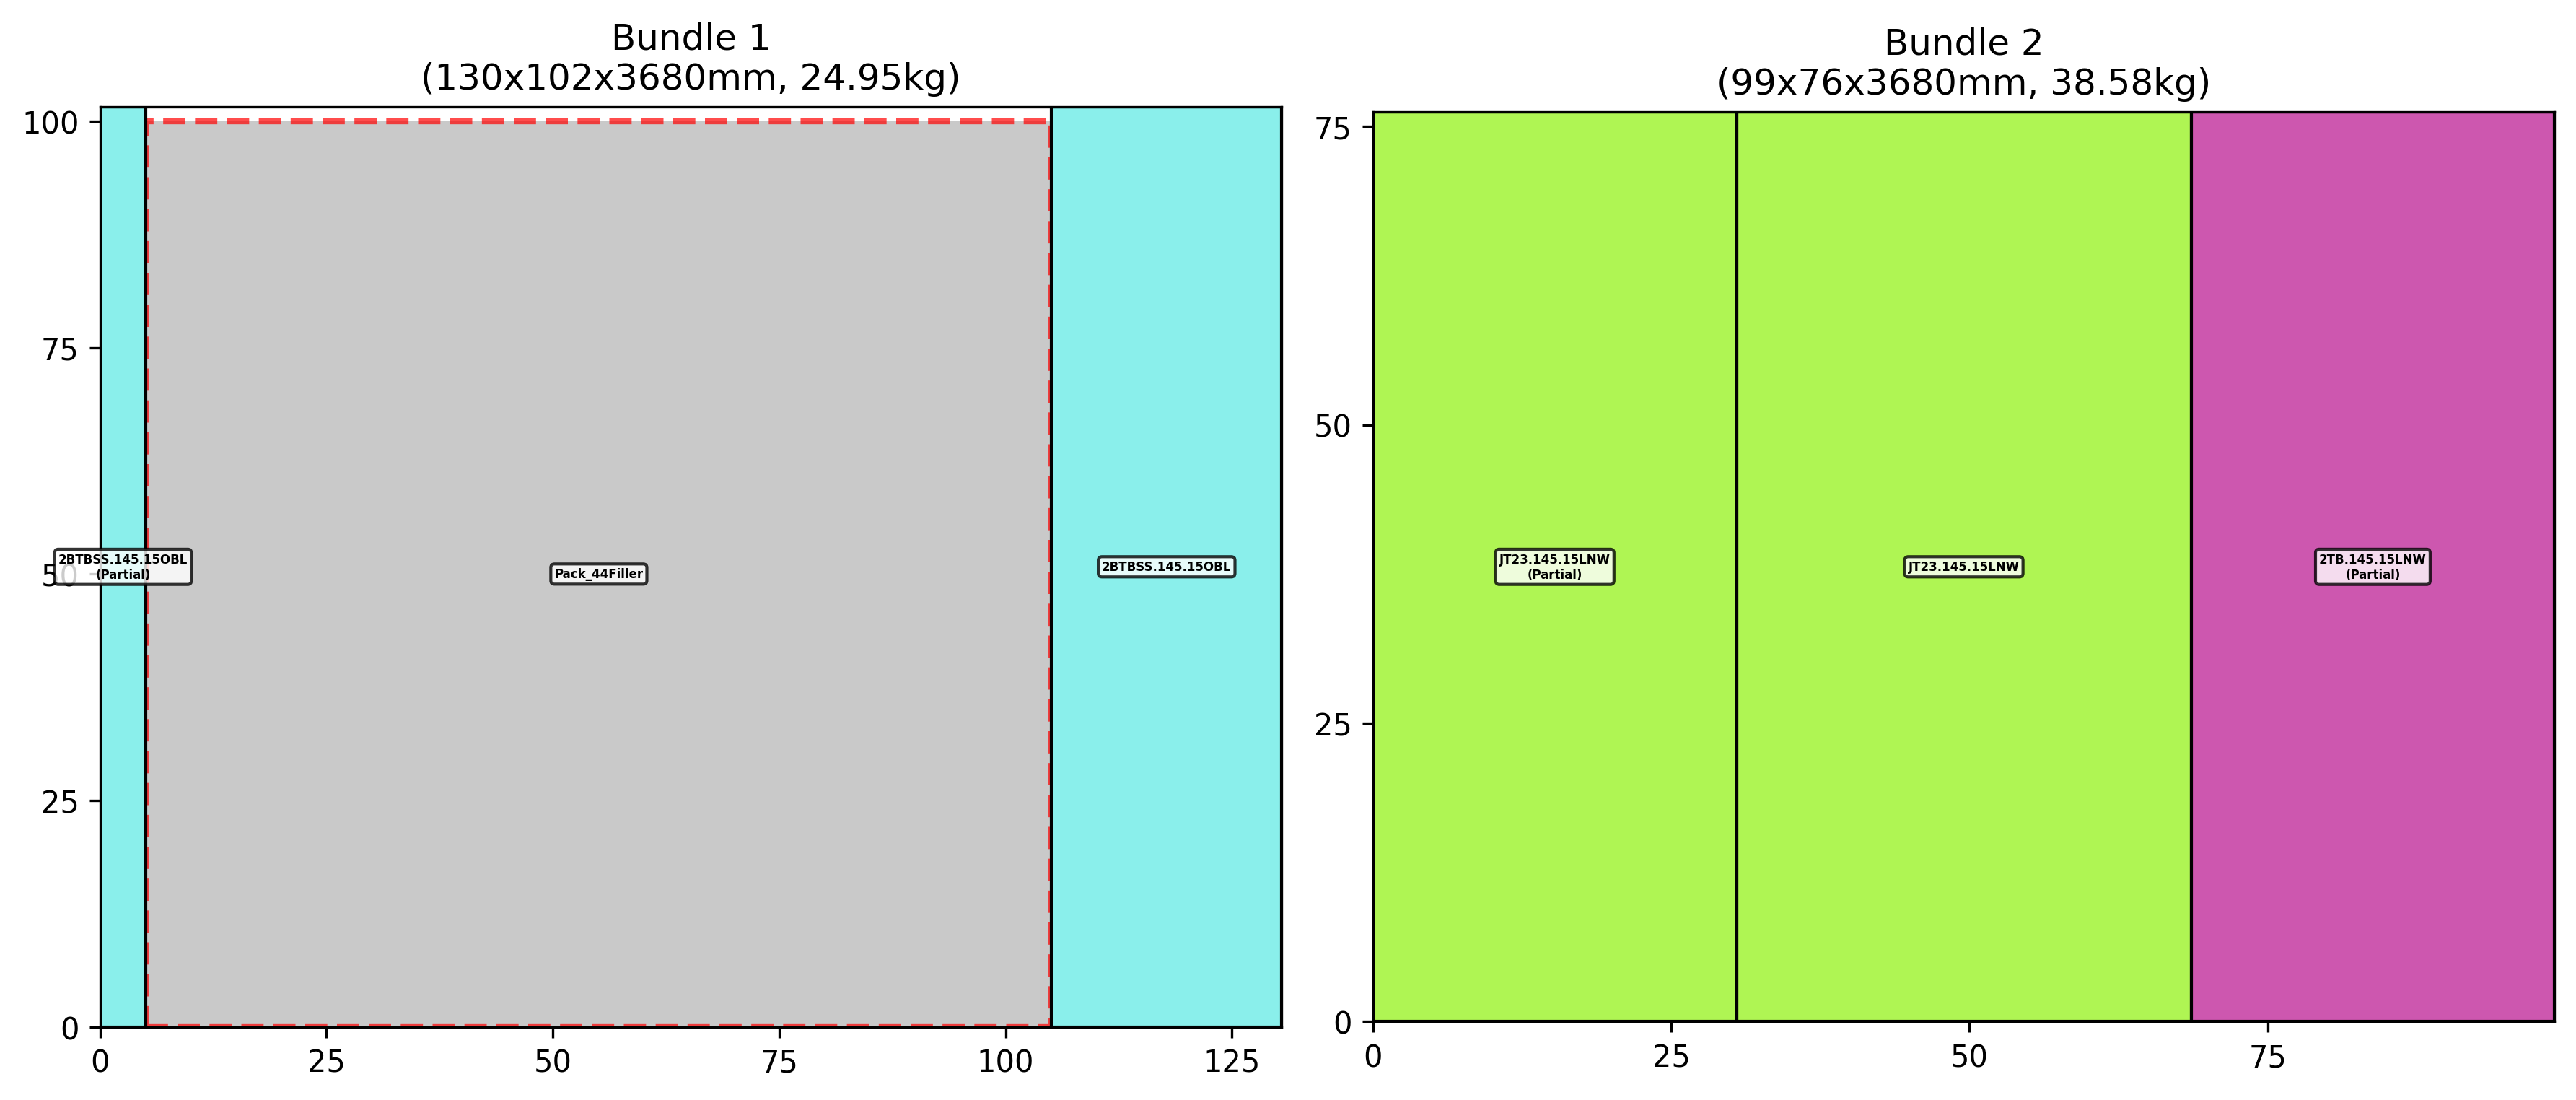 Bundle 1
(130x102x3680mm, 24.95kg)
100
75
50
25
0
0 25 50 75 100 125
2BTBSS.145.15OBL
(Partial)
Pack_44Filler
2BTBSS.145.15OBL
Bundle 2
(99x76x3680mm, 38.58kg)
75
50
25
0
0 25 50 75
JT23.145.15LNW
(Partial)
JT23.145.15LNW
2TB.145.15LNW
(Partial)